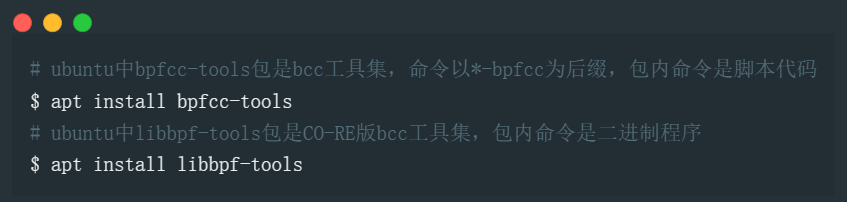 # ubuntu中bpfcc-tools包是bcc工具集，命令以*-bpfcc为后缀，包内命令是脚本代码
$ apt install bpfcc-tools
# ubuntu中libbpf-tools包是CO-RE版bcc工具集，包内命令是二进制程序
$ apt install libbpf-tools